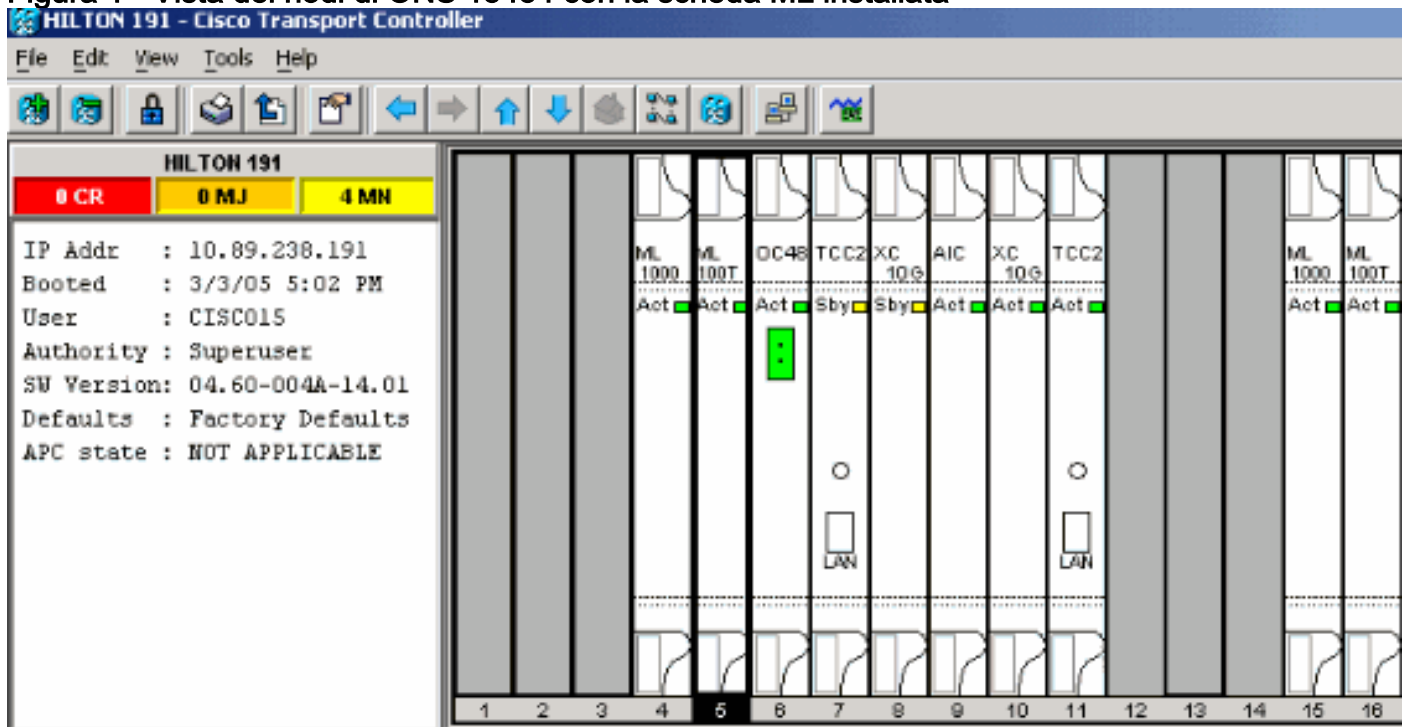 HILTON 191 - Cisco Transport Controller
File Edit View Tools Help
HILTON 191
0 CR 0 MJ 4 MN
IP Addr : 10.89.238.191
Booted : 3/3/05 5:02 PM
User : CISCO15
Authority : Superuser
SW Version: 04.60-004A-14.01
Defaults : Factory Defaults
APC state : NOT APPLICABLE
ML 1000 ML 100T OC48 TCC2 XC 10G AIC XC 10G TCC2 ML 1000 ML 100T
Act Act Act Sby Sby Act Act Act Act Act
LAN LAN
1 2 3 4 5 6 7 8 9 10 11 12 13 14 15 16